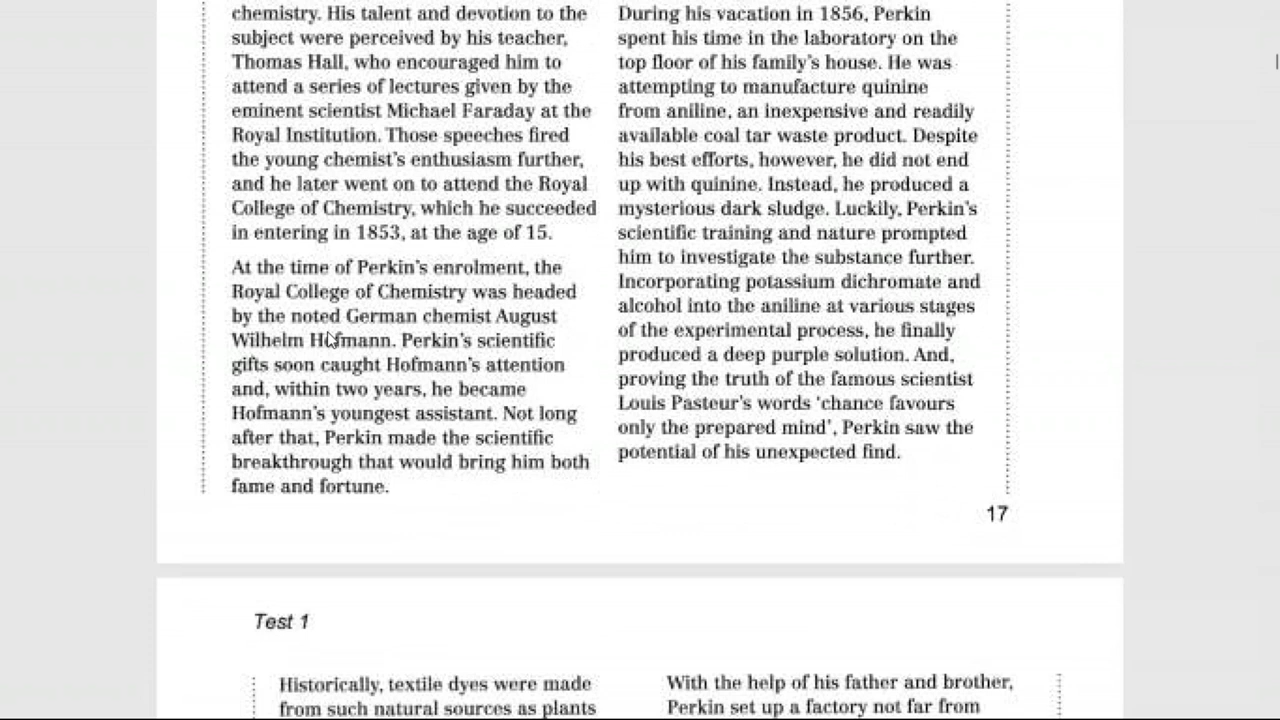 chemistry. His talent and devotion to the
subject were perceived by his teacher,
Thomas Hall, who encouraged him to
attend a series of lectures given by the
eminent scientist Michael Faraday at the
Royal Institution. Those speeches fired
the young chemist's enthusiasm further,
and he later went on to attend the Royal
College of Chemistry, which he succeeded
in entering in 1853, at the age of 15.
At the time of Perkin's enrolment, the
Royal College of Chemistry was headed
by the noted German chemist August
Wilhelm Hofmann. Perkin's scientific
gifts soon caught Hofmann's attention
and, within two years, he became
Hofmann's youngest assistant. Not long
after that, Perkin made the scientific
breakthrough that would bring him both
fame and fortune.
During his vacation in 1856, Perkin
spent his time in the laboratory on the
top floor of his family's house. He was
attempting to manufacture quinine
from aniline, an inexpensive and readily
available coal tar waste product. Despite
his best efforts, however, he did not end
up with quinine. Instead, he produced a
mysterious dark sludge. Luckily, Perkin's
scientific training and nature prompted
him to investigate the substance further.
Incorporating potassium dichromate and
alcohol into the aniline at various stages
of the experimental process, he finally
produced a deep purple solution. And,
proving the truth of the famous scientist
Louis Pasteur's words 'chance favours
only the prepared mind', Perkin saw the
potential of his unexpected find.
17
Test 1
Historically, textile dyes were made
from such natural sources as plants
With the help of his father and brother,
Perkin set up a factory not far from